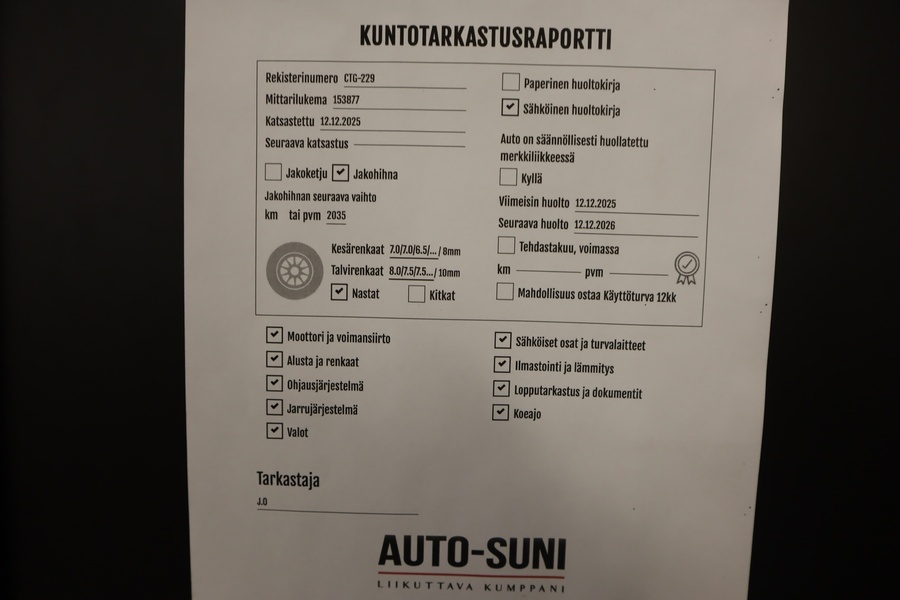 KUNTOTARKASTUSRAPORTTI
Rekisterinumero CTG-229
Mittarilukema 153877
Katsastettu 12.12.2025
Seuraava katsastus
Jakoketju Jakohihna
Jakohihnan seuraava vaihto
km tai pvm 2035
Kesärenkaat 7.0/7.0/6.5/... / 8mm
Talvirenkaat 8.0/7.5/7.5... / 10mm
Nastat Kitkat
Paperinen huoltokirja
Sähköinen huoltokirja
Auto on säännöllisesti huollatettu
merkkiliikkeessä
Kyllä
Viimeisin huolto 12.12.2025
Seuraava huolto 12.12.2026
Tehdastakuu, voimassa
km pvm
Mahdollisuus ostaa Käyttöturva 12kk
Moottori ja voimansiirto
Alusta ja renkaat
Ohjausjärjestelmä
Jarrujärjestelmä
Valot
Sähköiset osat ja turvalaitteet
Ilmastointi ja lämmitys
Lopputarkastus ja dokumentit
Koeajo
Tarkastaja
J.O
AUTO-SUNI
LIIKUTTAVA KUMPPANI